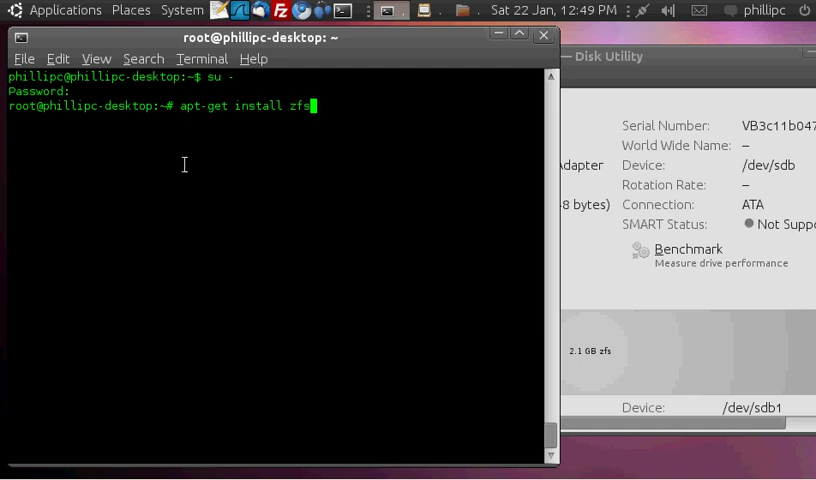 Applications Places System Sat 22 Jan, 12:49 PM phillipc
root@phillipc-desktop: ~
File Edit View Search Terminal Help
phillipc@phillipc-desktop:~$ su -
Password:
root@phillipc-desktop:~# apt-get install zfs
— Disk Utility
Serial Number: VB3c11b047
World Wide Name: –
Adapter Device: /dev/sdb
Rotation Rate: –
8 bytes) Connection: ATA
SMART Status: Not Suppo
Benchmark
Measure drive performance
2.1 GB zfs
Device: /dev/sdb1